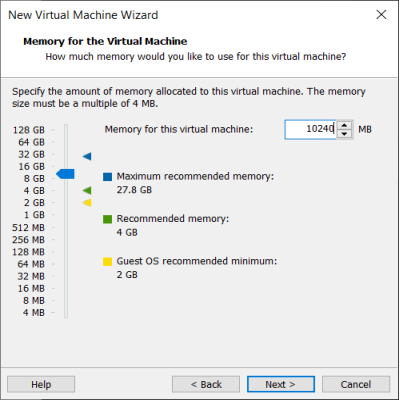 New Virtual Machine Wizard
Memory for the Virtual Machine
How much memory would you like to use for this virtual machine?
Specify the amount of memory allocated to this virtual machine. The memory
size must be a multiple of 4 MB.
Memory for this virtual machine: 10240 MB
128 GB
64 GB
32 GB
16 GB
8 GB
4 GB
2 GB
1 GB
512 MB
256 MB
128 MB
64 MB
32 MB
16 MB
8 MB
4 MB
Maximum recommended memory:
27.8 GB
Recommended memory:
4 GB
Guest OS recommended minimum:
2 GB
Help
< Back
Next >
Cancel